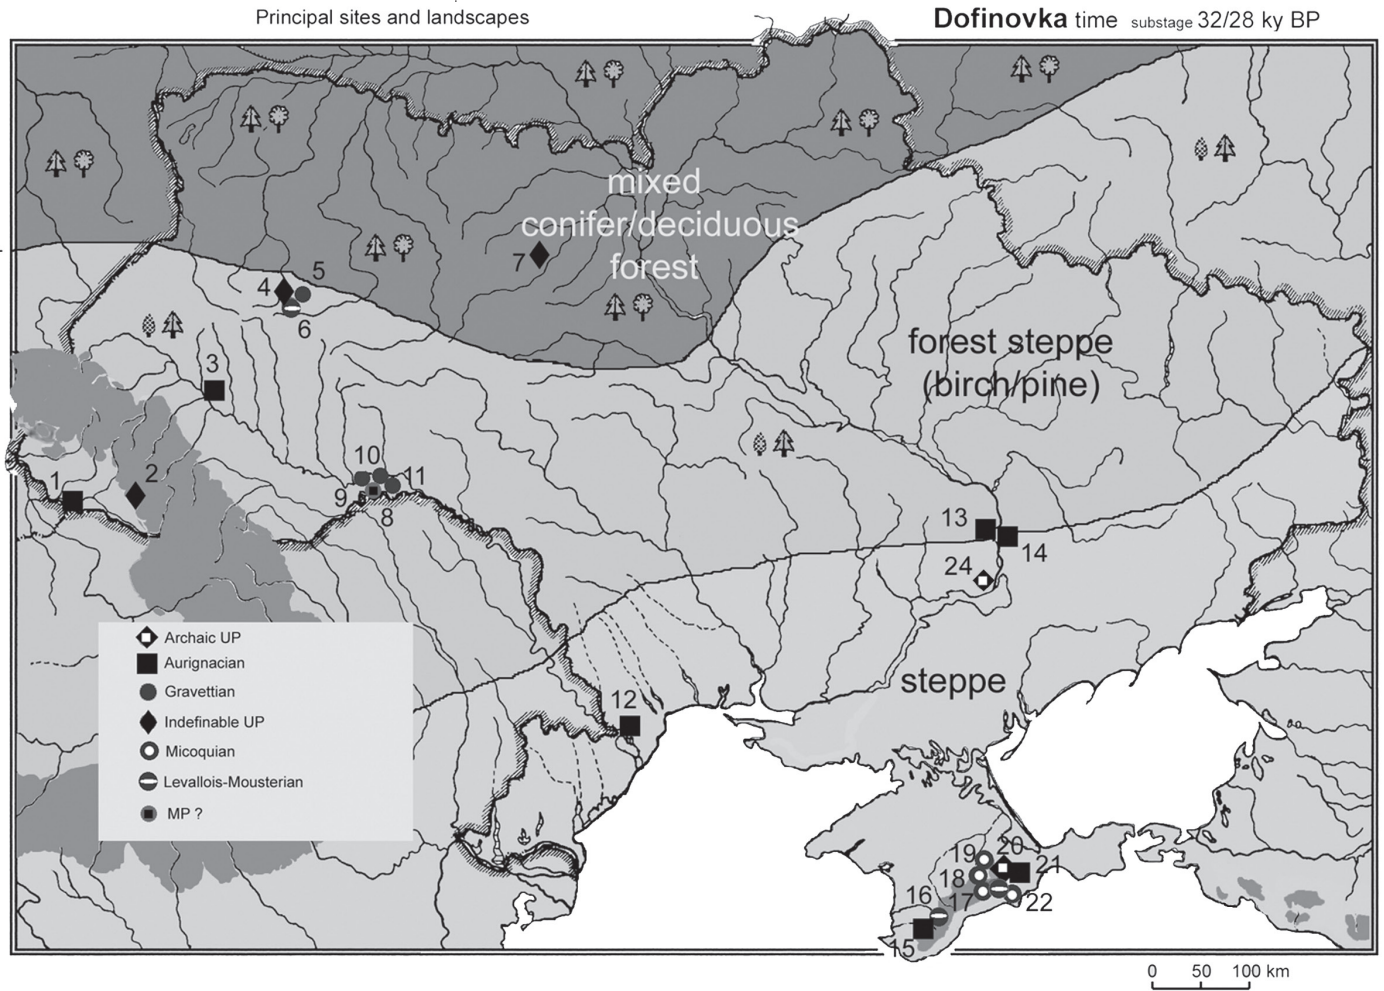 Principal sites and landscapes
Dofinovka time substage 32/28 ky BP
mixed
conifer/deciduous
forest
7
5
4
6
3
forest steppe
(birch/pine)
1
2
10
11
9
8
13
14
24
steppe
12
Archaic UP
Aurignacian
Gravettian
Indefinable UP
Micoquian
Levallois-Mousterian
MP ?
19
20
21
18
16
17
22
15
0 50 100 km